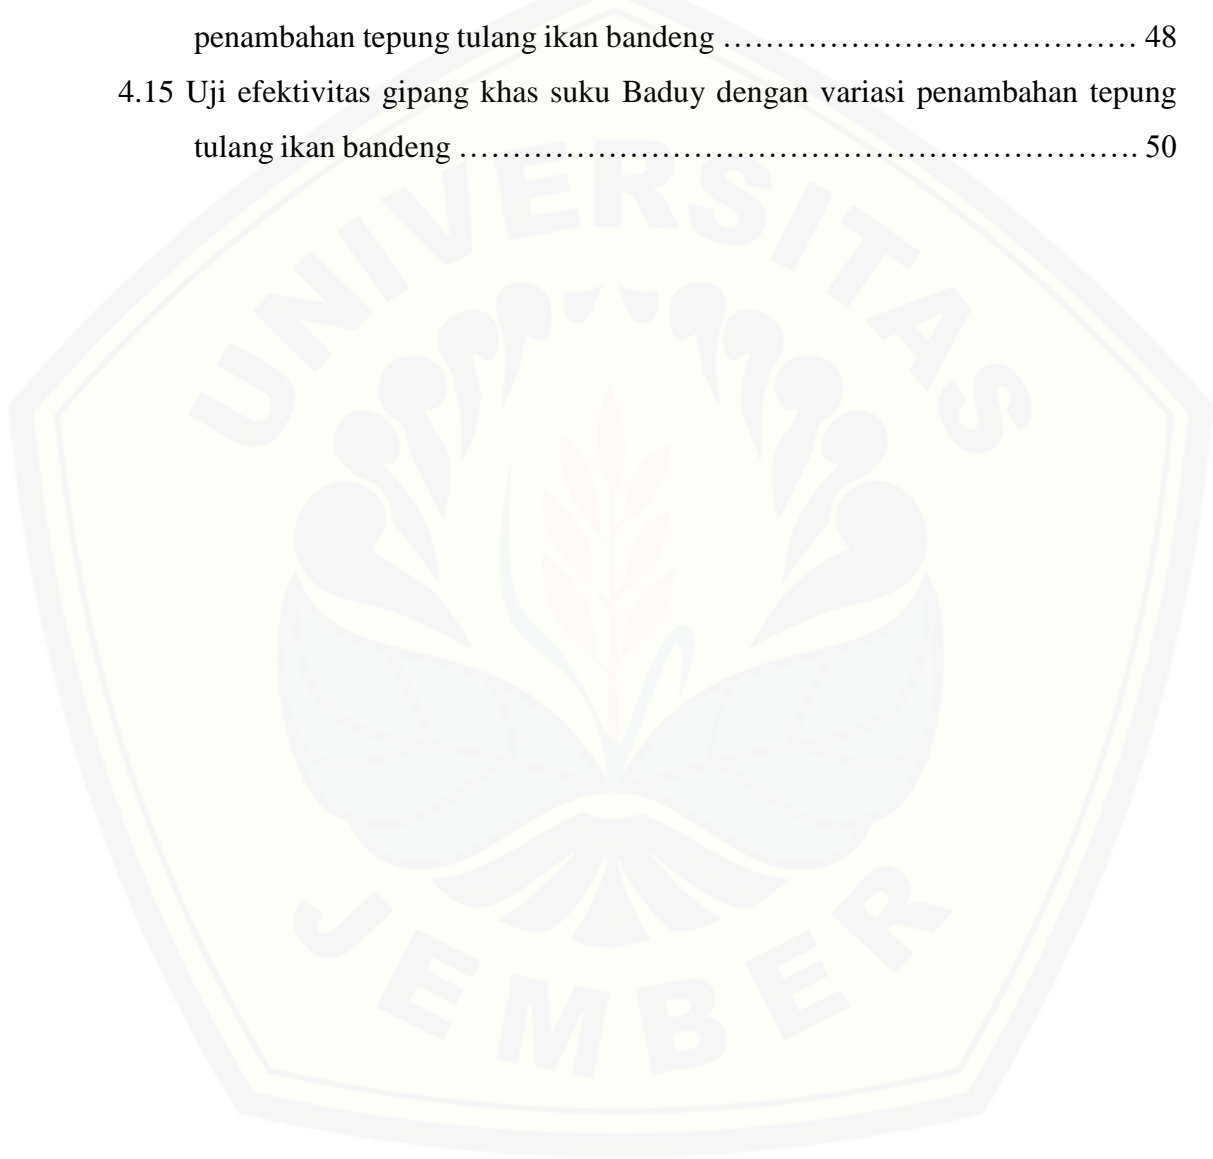 penambahan tepung tulang ikan bandeng ………………………………… 48
4.15 Uji efektivitas gipang khas suku Baduy dengan variasi penambahan tepung
tulang ikan bandeng ………………………………………………………. 50
UNIVERSITAS
JEMBER